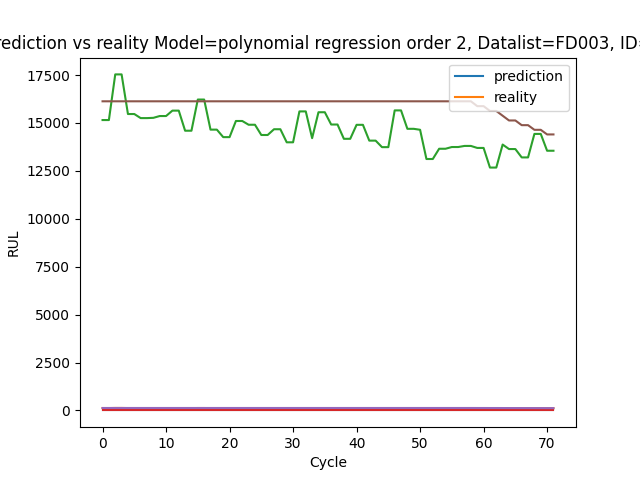 rediction vs reality Model=polynomial regression order 2, Datalist=FD003, ID=
17500
15000
12500
10000
7500
5000
2500
0
RUL
prediction
reality
0 10 20 30 40 50 60 70
Cycle